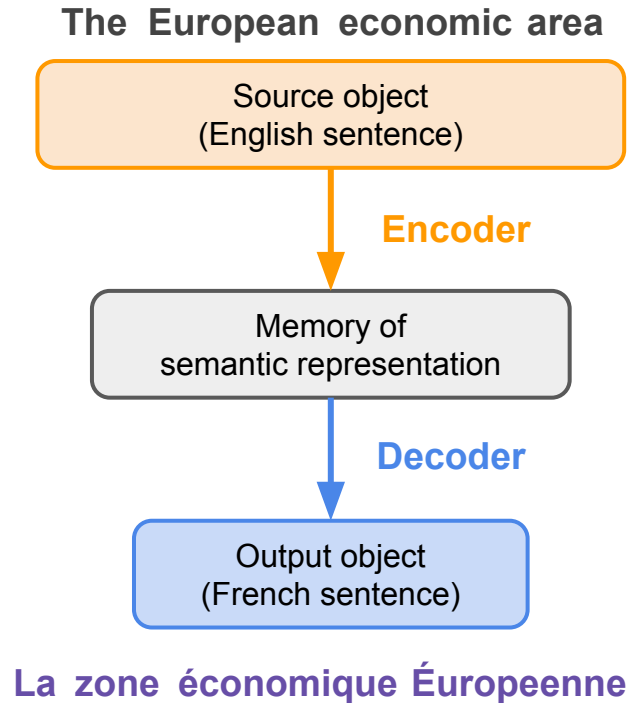 The European economic area
Source object
(English sentence)
Encoder
Memory of
semantic representation
Decoder
Output object
(French sentence)
La zone économique Éuropeenne